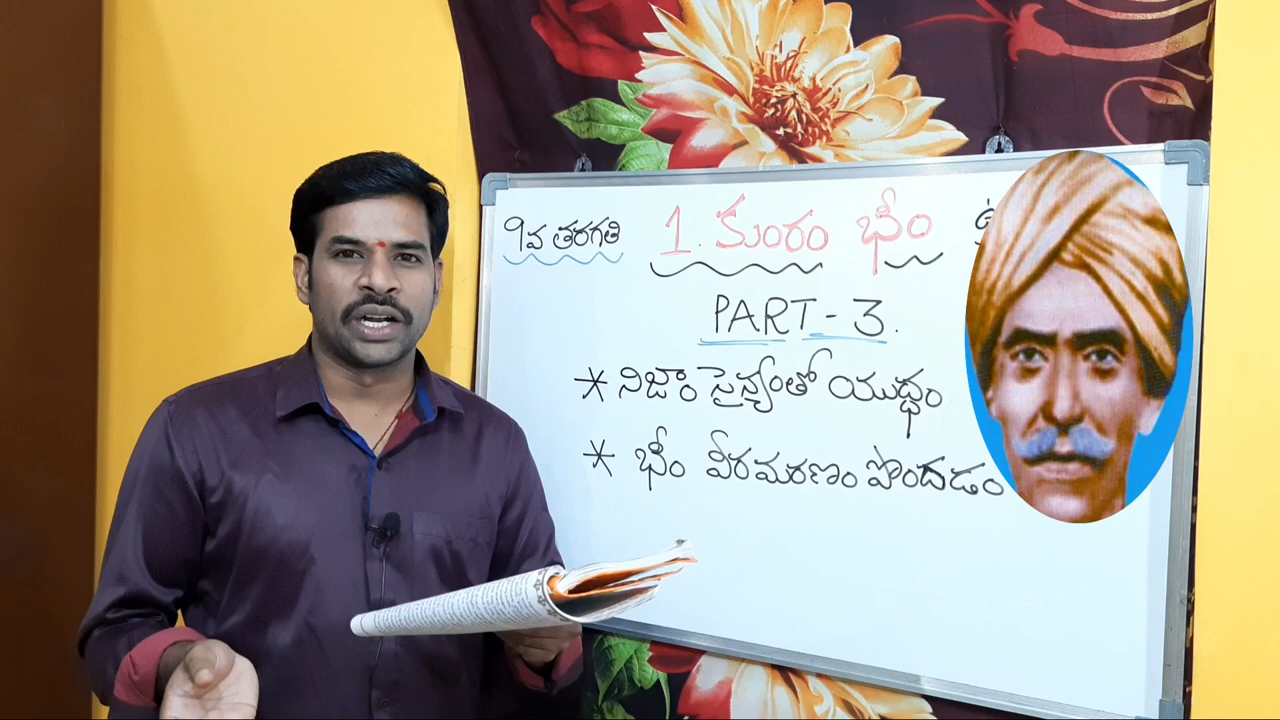 9వ తరగతి 1. కుంరం భీం
PART-3.
* నిజాం సైన్యంతో యుద్ధం
* భీం వీరమరణం పొందడం